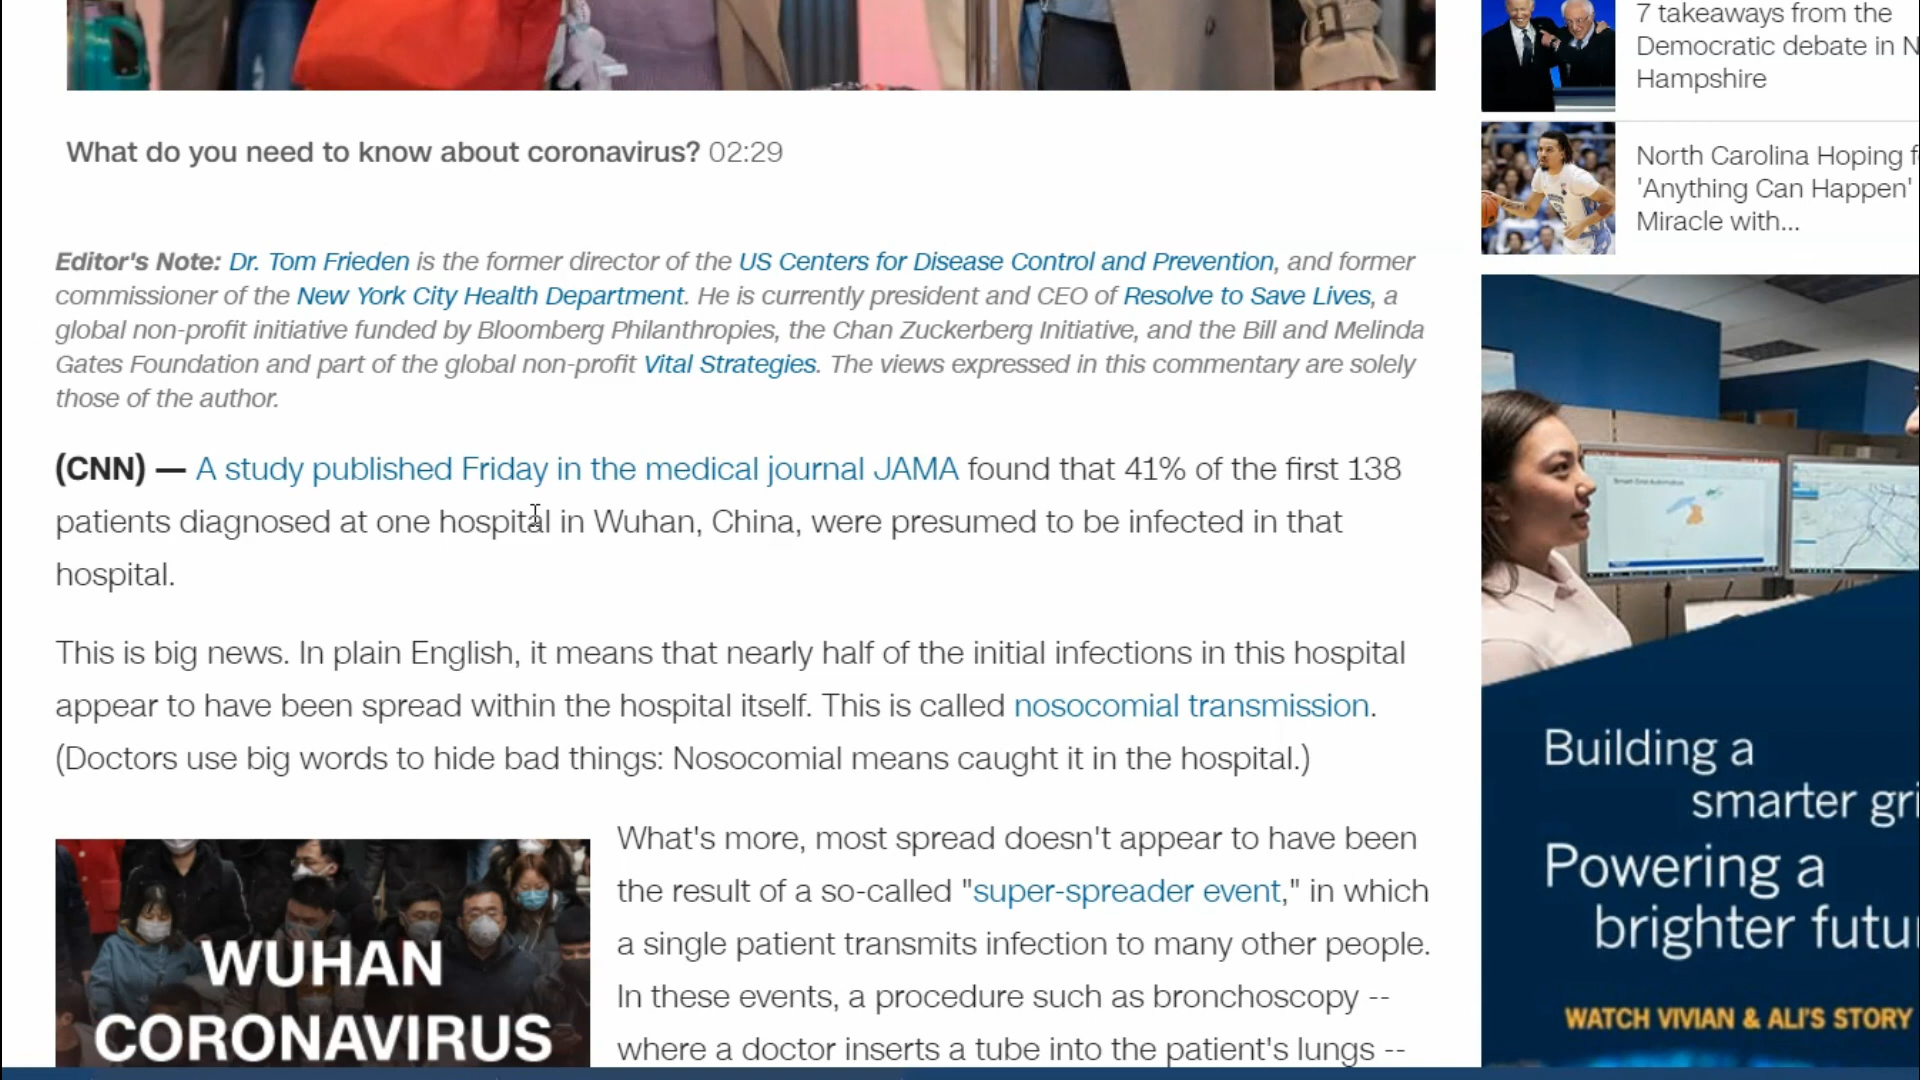 What do you need to know about coronavirus? 02:29
Editor's Note: Dr. Tom Frieden is the former director of the US Centers for Disease Control and Prevention, and former
commissioner of the New York City Health Department. He is currently president and CEO of Resolve to Save Lives, a
global non-profit initiative funded by Bloomberg Philanthropies, the Chan Zuckerberg Initiative, and the Bill and Melinda
Gates Foundation and part of the global non-profit Vital Strategies. The views expressed in this commentary are solely
those of the author.
(CNN) — A study published Friday in the medical journal JAMA found that 41% of the first 138
patients diagnosed at one hospital in Wuhan, China, were presumed to be infected in that
hospital.
This is big news. In plain English, it means that nearly half of the initial infections in this hospital
appear to have been spread within the hospital itself. This is called nosocomial transmission.
(Doctors use big words to hide bad things: Nosocomial means caught it in the hospital.)
WUHAN
CORONAVIRUS
What's more, most spread doesn't appear to have been
the result of a so-called "super-spreader event," in which
a single patient transmits infection to many other people.
In these events, a procedure such as bronchoscopy --
where a doctor inserts a tube into the patient's lungs --
7 takeaways from the
Democratic debate in N
Hampshire
North Carolina Hoping f
'Anything Can Happen'
Miracle with...
Building a
smarter gri
Powering a
brighter futu
WATCH VIVIAN & ALI'S STORY